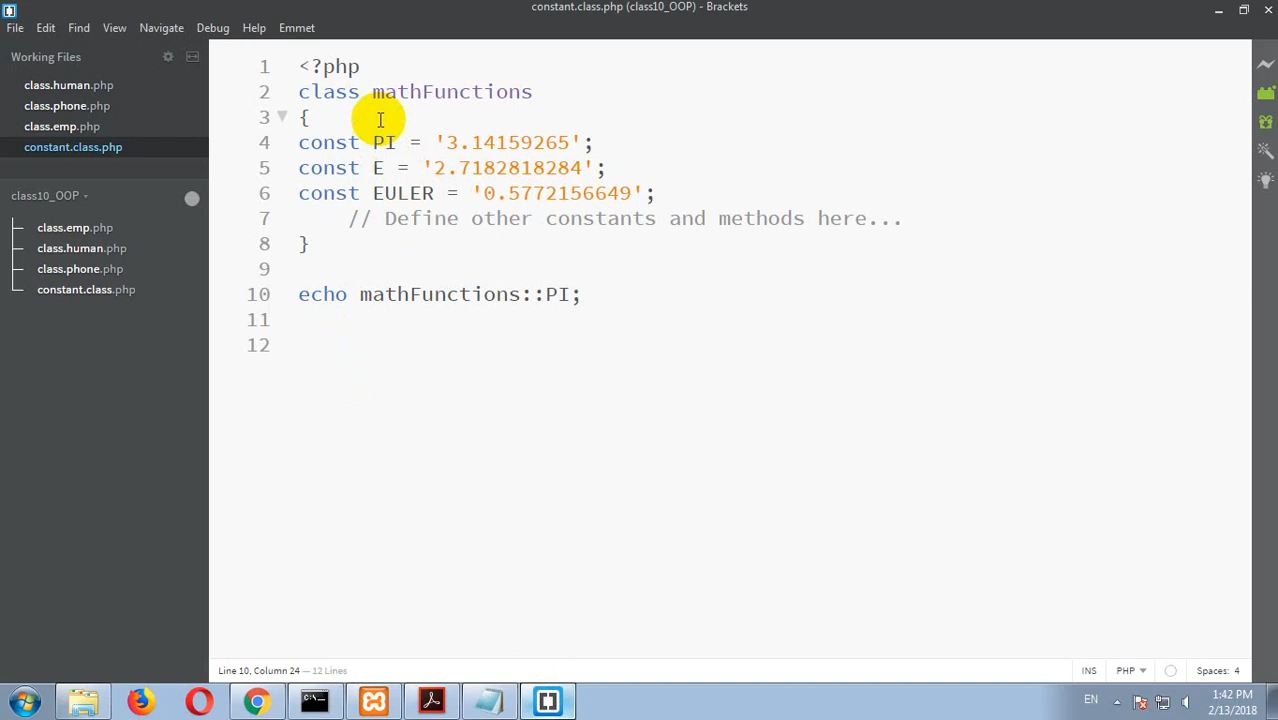 constant.class.php (class10_OOP) - Brackets
File Edit Find View Navigate Debug Help Emmet
Working Files
class.human.php
class.phone.php
class.emp.php
constant.class.php
class10_OOP
class.emp.php
class.human.php
class.phone.php
constant.class.php
1 <?php
2 class mathFunctions
3 {
4 const PI = '3.14159265';
5 const E = '2.7182818284';
6 const EULER = '0.5772156649';
7 // Define other constants and methods here...
8 }
9
10 echo mathFunctions::PI;
11
12
Line 10, Column 24 — 12 Lines
INS PHP Spaces: 4
EN
1:42 PM
2/13/2018